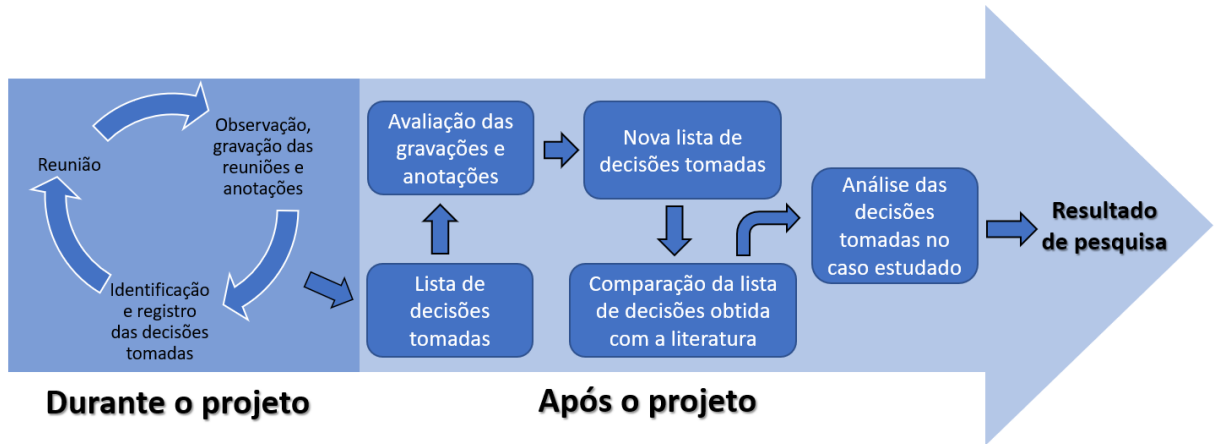 Reunião
Observação,
gravação das
reuniões e
anotações
Identificação
e registro
das decisões
tomadas
Durante o projeto
Lista de
decisões
tomadas
Avaliação das
gravações e
anotações
Nova lista de
decisões tomadas
Comparação da lista
de decisões obtida
com a literatura
Análise das
decisões
tomadas no
caso estudado
Resultado
de pesquisa
Após o projeto